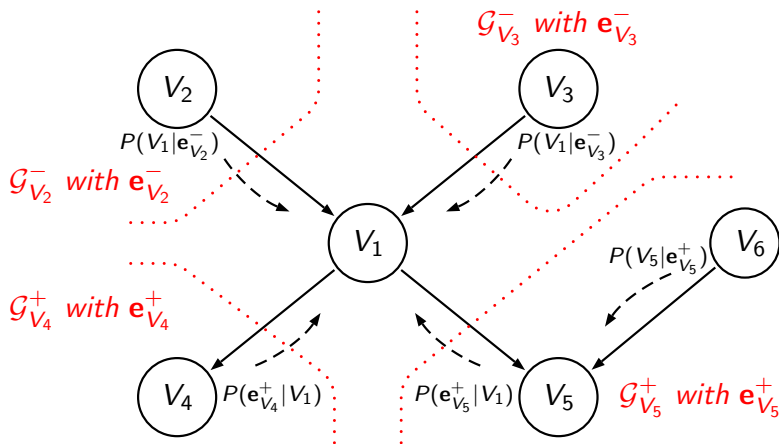 𝒢⁻_{V₃} with e⁻_{V₃}
V₂
V₃
P(V₁|e⁻_{V₂})
P(V₁|e⁻_{V₃})
𝒢⁻_{V₂} with e⁻_{V₂}
V₁
V₆
P(V₅|e⁺_{V₅})
𝒢⁺_{V₄} with e⁺_{V₄}
V₄
P(e⁺_{V₄}|V₁)
P(e⁺_{V₅}|V₁)
V₅
𝒢⁺_{V₅} with e⁺_{V₅}